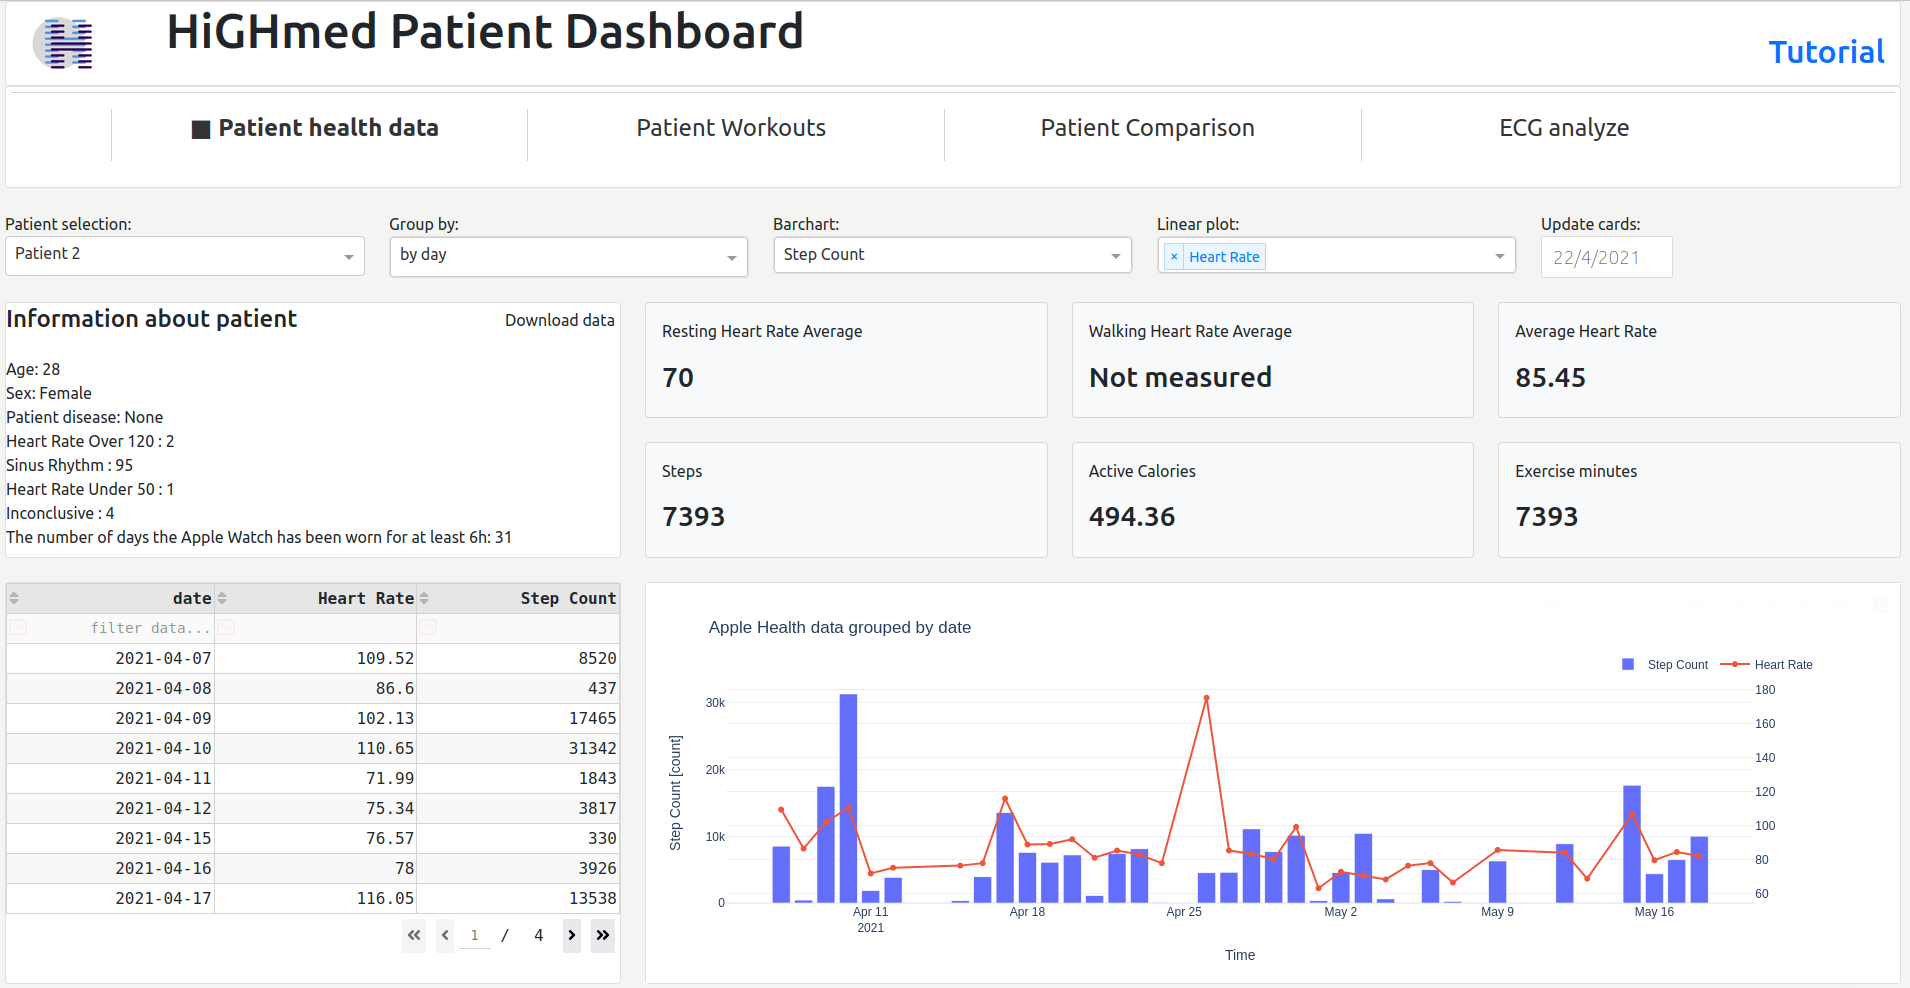 HiGHmed Patient Dashboard
Tutorial
Patient health data
Patient Workouts
Patient Comparison
ECG analyze
Patient selection:
Group by:
Barchart:
Linear plot:
Update cards:
Patient 2
by day
Step Count
× Heart Rate
22/4/2021
Information about patient
Download data
Age: 28
Sex: Female
Patient disease: None
Heart Rate Over 120 : 2
Sinus Rhythm : 95
Heart Rate Under 50 : 1
Inconclusive : 4
The number of days the Apple Watch has been worn for at least 6h: 31
Resting Heart Rate Average
70
Walking Heart Rate Average
Not measured
Average Heart Rate
85.45
Steps
7393
Active Calories
494.36
Exercise minutes
7393
date Heart Rate Step Count
Aa filter data... Aa Aa
2021-04-07 109.52 8520
2021-04-08 86.6 437
2021-04-09 102.13 17465
2021-04-10 110.65 31342
2021-04-11 71.99 1843
2021-04-12 75.34 3817
2021-04-15 76.57 330
2021-04-16 78 3926
2021-04-17 116.05 13538
1 / 4
Apple Health data grouped by date
Step Count
Heart Rate
30k
20k
10k
0
Step Count [count]
180
160
140
120
100
80
60
Apr 11
2021
Apr 18
Apr 25
May 2
May 9
May 16
Time